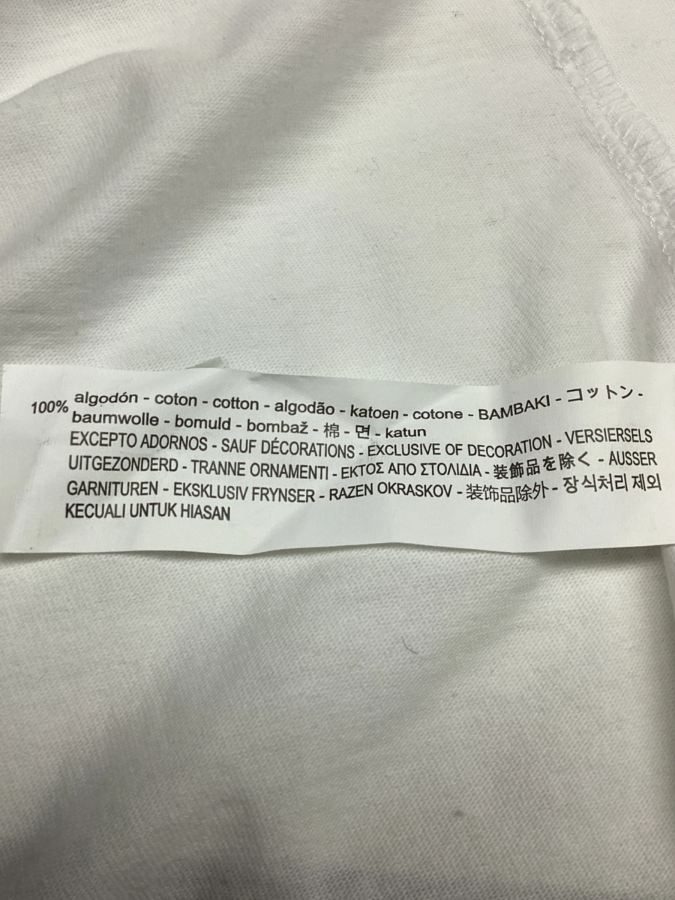 100% algodón - coton - cotton - algodão - katoen - cotone - BAMBAKI - コットン -
baumwolle - bomuld - bombaž - 棉 - 면 - katun
EXCEPTO ADORNOS - SAUF DÉCORATIONS - EXCLUSIVE OF DECORATION - VERSIERSELS
UITGEZONDERD - TRANNE ORNAMENTI - ΕΚΤΟΣ ΑΠΟ ΣΤΟΛΙΔΙΑ - 装飾品を除く - AUSSER
GARNITUREN - EKSKLUSIV FRYNSER - RAZEN OKRASKOV - 装饰品除外 - 장식처리 제외
KECUALI UNTUK HIASAN